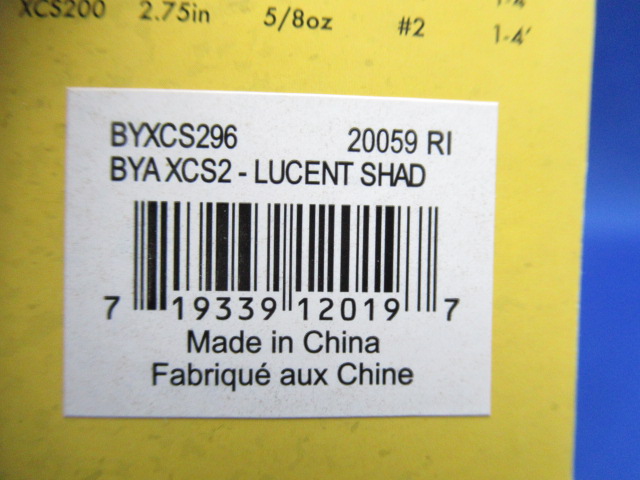 XCS200 2.75in 5/8oz #2 1-4'
BYXCS296 20059 RI
BYA XCS2 - LUCENT SHAD
7 19339 12019 7
Made in China
Fabriqué aux Chine